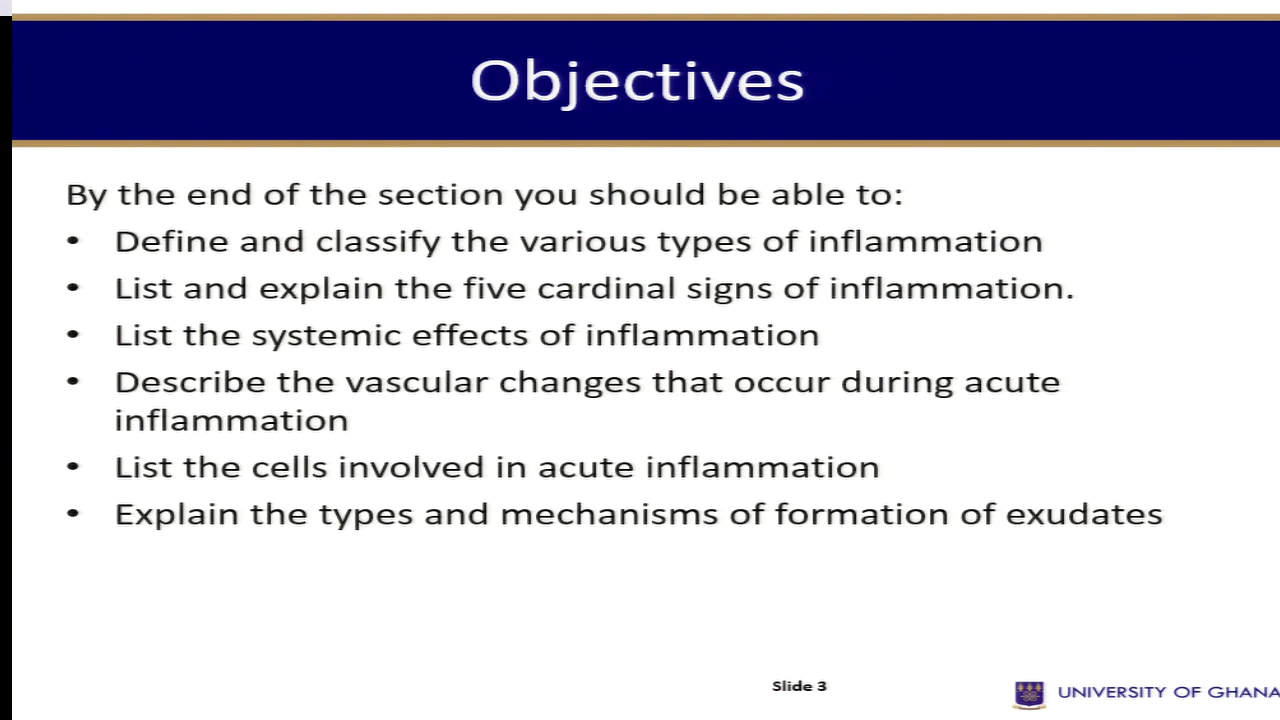 Objectives
By the end of the section you should be able to:
• Define and classify the various types of inflammation
• List and explain the five cardinal signs of inflammation.
• List the systemic effects of inflammation
• Describe the vascular changes that occur during acute
inflammation
• List the cells involved in acute inflammation
• Explain the types and mechanisms of formation of exudates
Slide 3
UNIVERSITY OF GHANA